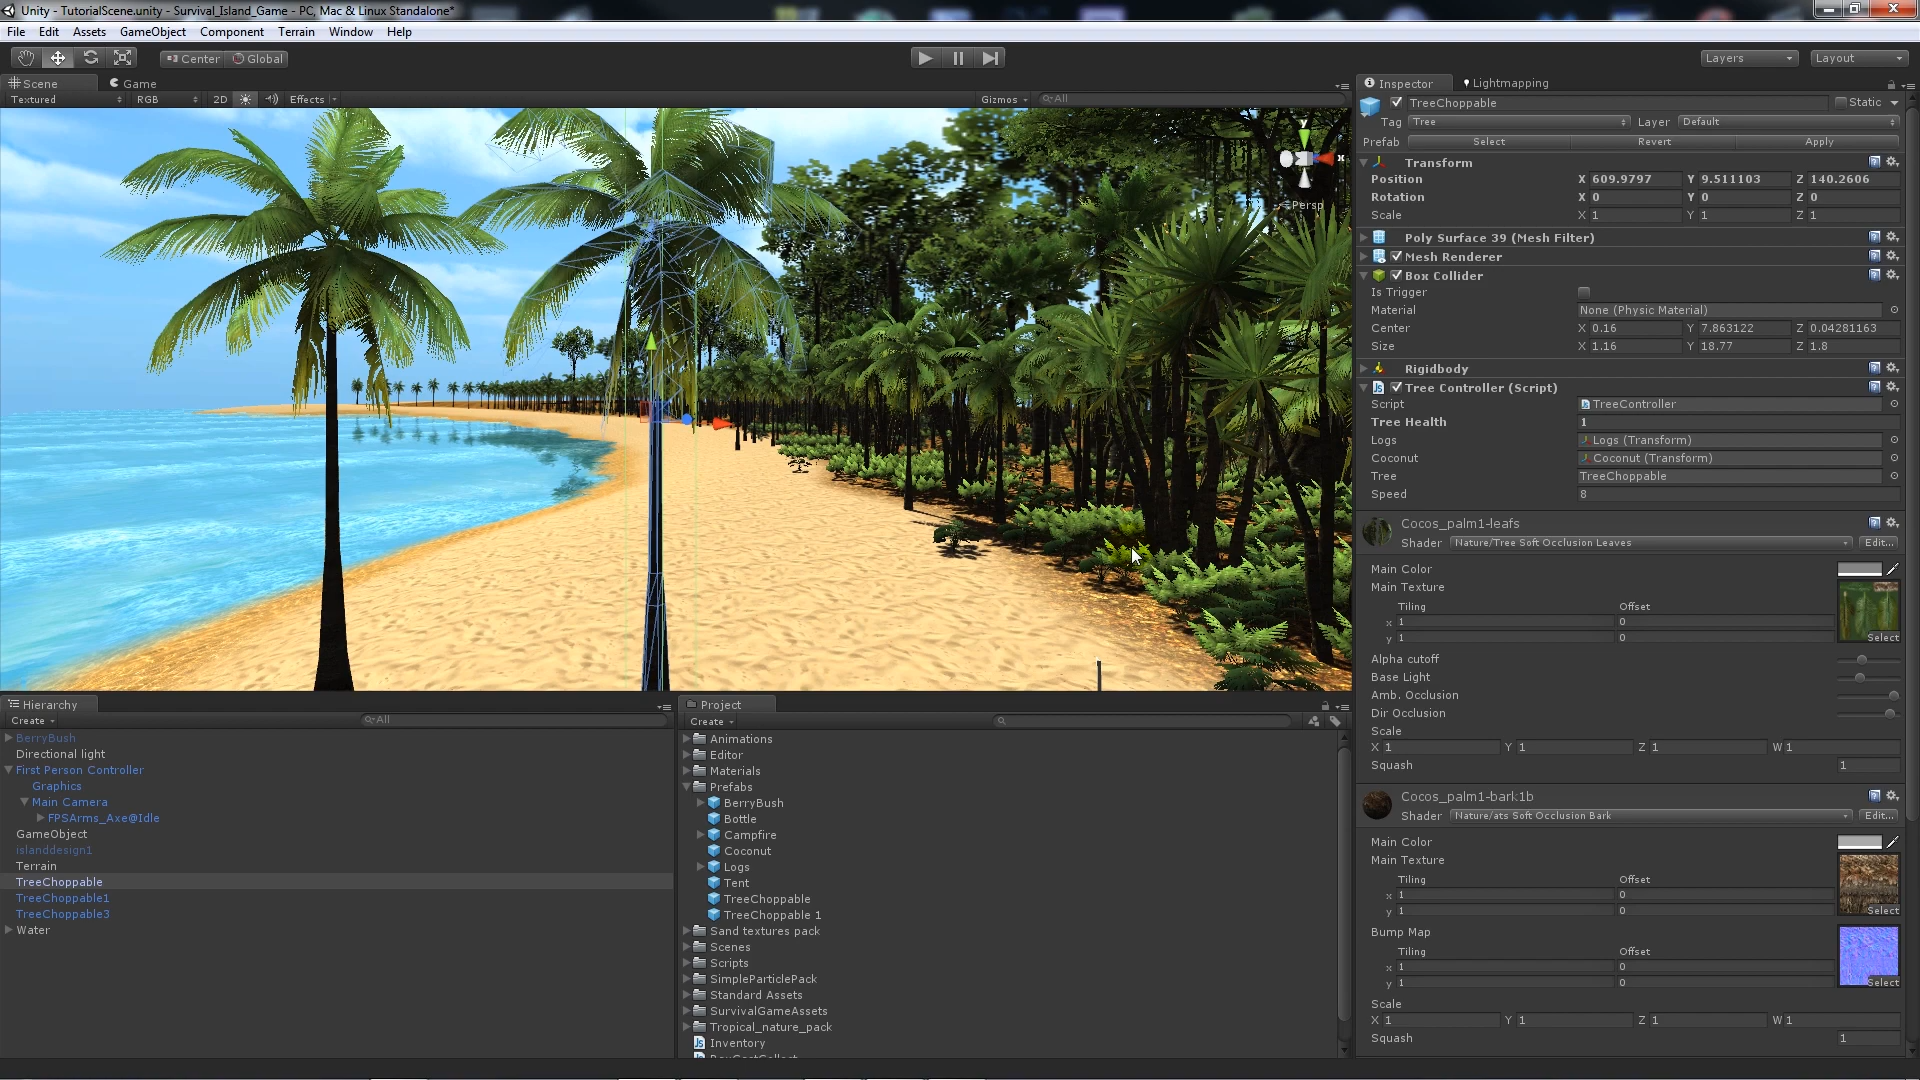 Unity - TutorialScene.unity - Survival_Island_Game - PC, Mac & Linux Standalone*
File Edit Assets GameObject Component Terrain Window Help
Center Global Layers Layout
Scene Game
Textured RGB 2D Effects Gizmos All
y
x
Persp
Hierarchy
Create All
BerryBush
Directional light
First Person Controller
Graphics
Main Camera
FPSArms_Axe@Idle
GameObject
islanddesign1
Terrain
TreeChoppable
TreeChoppable1
TreeChoppable3
Water
Project
Create
Animations
Editor
Materials
Prefabs
BerryBush
Bottle
Campfire
Coconut
Logs
Tent
TreeChoppable
TreeChoppable 1
Sand textures pack
Scenes
Scripts
SimpleParticlePack
Standard Assets
SurvivalGameAssets
Tropical_nature_pack
Inventory
Inspector Lightmapping
TreeChoppable Static
Tag Tree Layer Default
Prefab Select Revert Apply
Transform
Position X 609.9797 Y 9.511103 Z 140.2606
Rotation X 0 Y 0 Z 0
Scale X 1 Y 1 Z 1
Poly Surface 39 (Mesh Filter)
Mesh Renderer
Box Collider
Is Trigger
Material None (Physic Material)
Center X 0.16 Y 7.863122 Z 0.04281163
Size X 1.16 Y 18.77 Z 1.8
Rigidbody
Tree Controller (Script)
Script TreeController
Tree Health 1
Logs Logs (Transform)
Coconut Coconut (Transform)
Tree TreeChoppable
Speed 8
Cocos_palm1-leafs
Shader Nature/Tree Soft Occlusion Leaves Edit...
Main Color
Main Texture
Tiling Offset
x 1 0
y 1 0
Select
Alpha cutoff
Base Light
Amb. Occlusion
Dir Occlusion
Scale
X 1 Y 1 Z 1 W 1
Squash 1
Cocos_palm1-bark1b
Shader Nature/ats Soft Occlusion Bark Edit...
Main Color
Main Texture
Tiling Offset
x 1 0
y 1 0
Select
Bump Map
Tiling Offset
x 1 0
y 1 0
Select
Scale
X 1 Y 1 Z 1 W 1
Squash 1